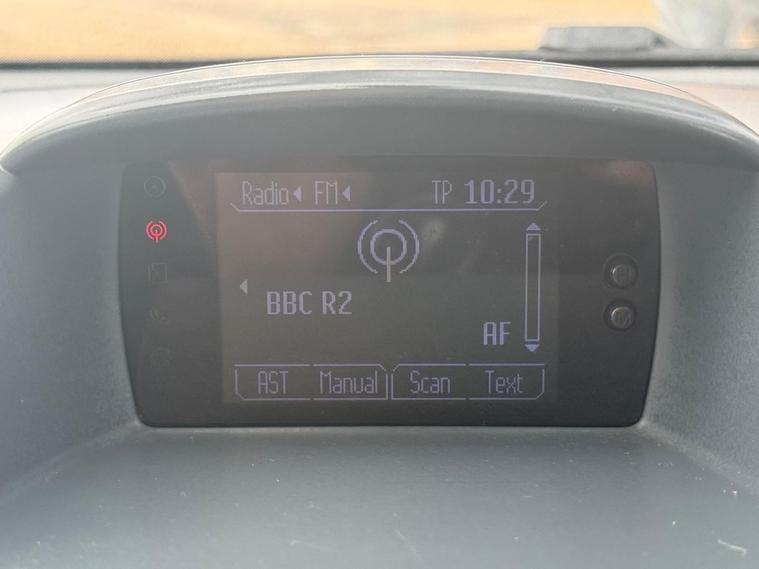 Radio FM TP 10:29
BBC R2
AF
AST Manual Scan Text